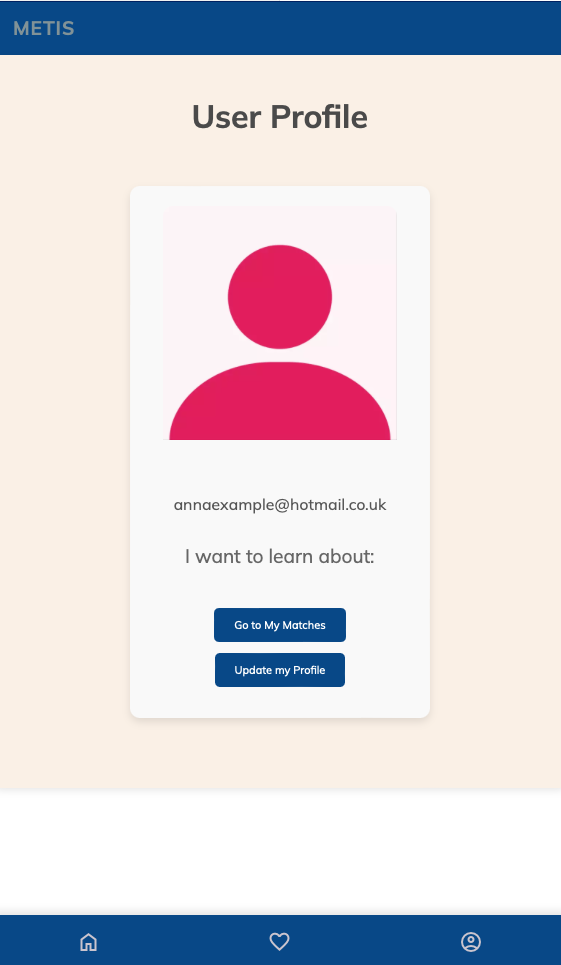 METIS
User Profile
annaexample@hotmail.co.uk
I want to learn about:
Go to My Matches
Update my Profile